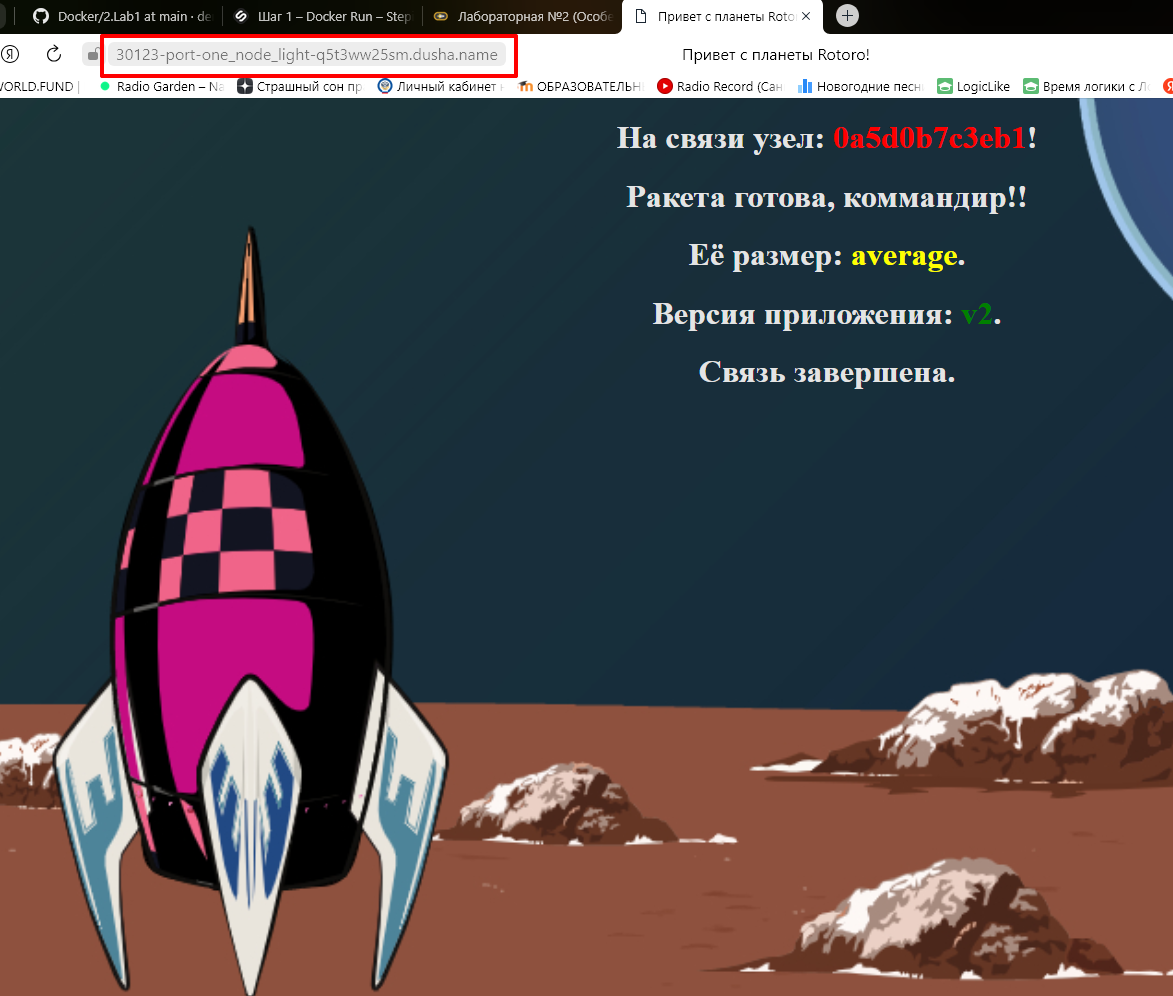 Docker/2.Lab1 at main · de
Шаг 1 – Docker Run – Step
Лабораторная №2 (Особе
Привет с планеты Rotor
30123-port-one_node_light-q5t3ww25sm.dusha.name
Привет с планеты Rotoro!
WORLD.FUND |
Radio Garden – Na
Страшный сон пр
Личный кабинет
ОБРАЗОВАТЕЛЬН
Radio Record (Сан
Новогодние песн
LogicLike
Время логики с Л
На связи узел: 0a5d0b7c3eb1!
Ракета готова, коммандир!!
Её размер: average.
Версия приложения: v2.
Связь завершена.